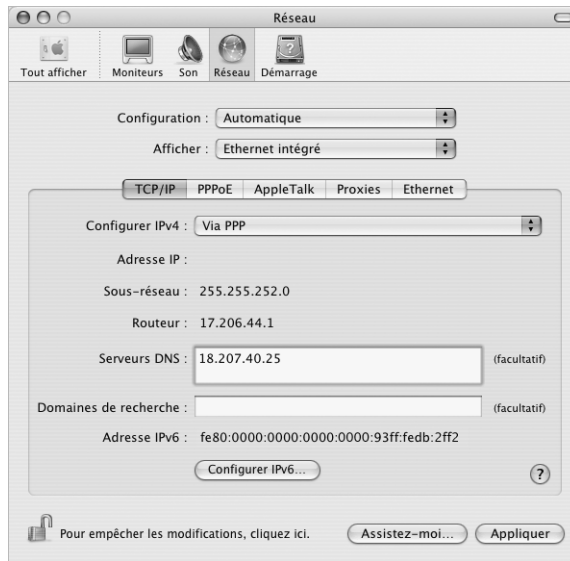 Réseau
Tout afficher Moniteurs Son Réseau Démarrage
Configuration : Automatique
Afficher : Ethernet intégré
TCP/IP PPPoE AppleTalk Proxies Ethernet
Configurer IPv4 : Via PPP
Adresse IP :
Sous-réseau : 255.255.252.0
Routeur : 17.206.44.1
Serveurs DNS : 18.207.40.25 (facultatif)
Domaines de recherche : (facultatif)
Adresse IPv6 : fe80:0000:0000:0000:0000:93ff:fedb:2ff2
Configurer IPv6...
?
Pour empêcher les modifications, cliquez ici. Assistez-moi... Appliquer